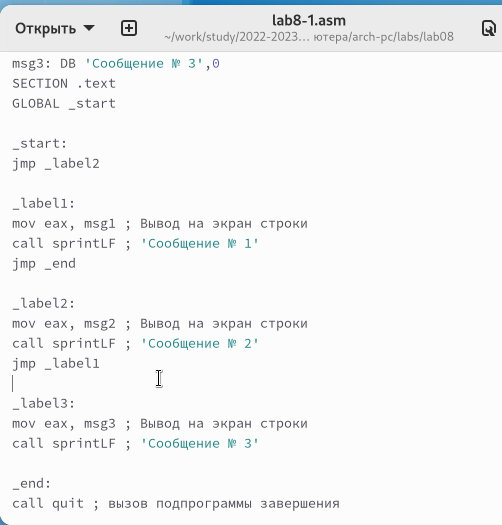 Открыть
lab8-1.asm
~/work/study/2022-2023… ютера/arch-pc/labs/lab08
msg3: DB 'Сообщение № 3',0
SECTION .text
GLOBAL _start
_start:
jmp _label2
_label1:
mov eax, msg1 ; Вывод на экран строки
call sprintLF ; 'Сообщение № 1'
jmp _end
_label2:
mov eax, msg2 ; Вывод на экран строки
call sprintLF ; 'Сообщение № 2'
jmp _label1
_label3:
mov eax, msg3 ; Вывод на экран строки
call sprintLF ; 'Сообщение № 3'
_end:
call quit ; вызов подпрограммы завершения